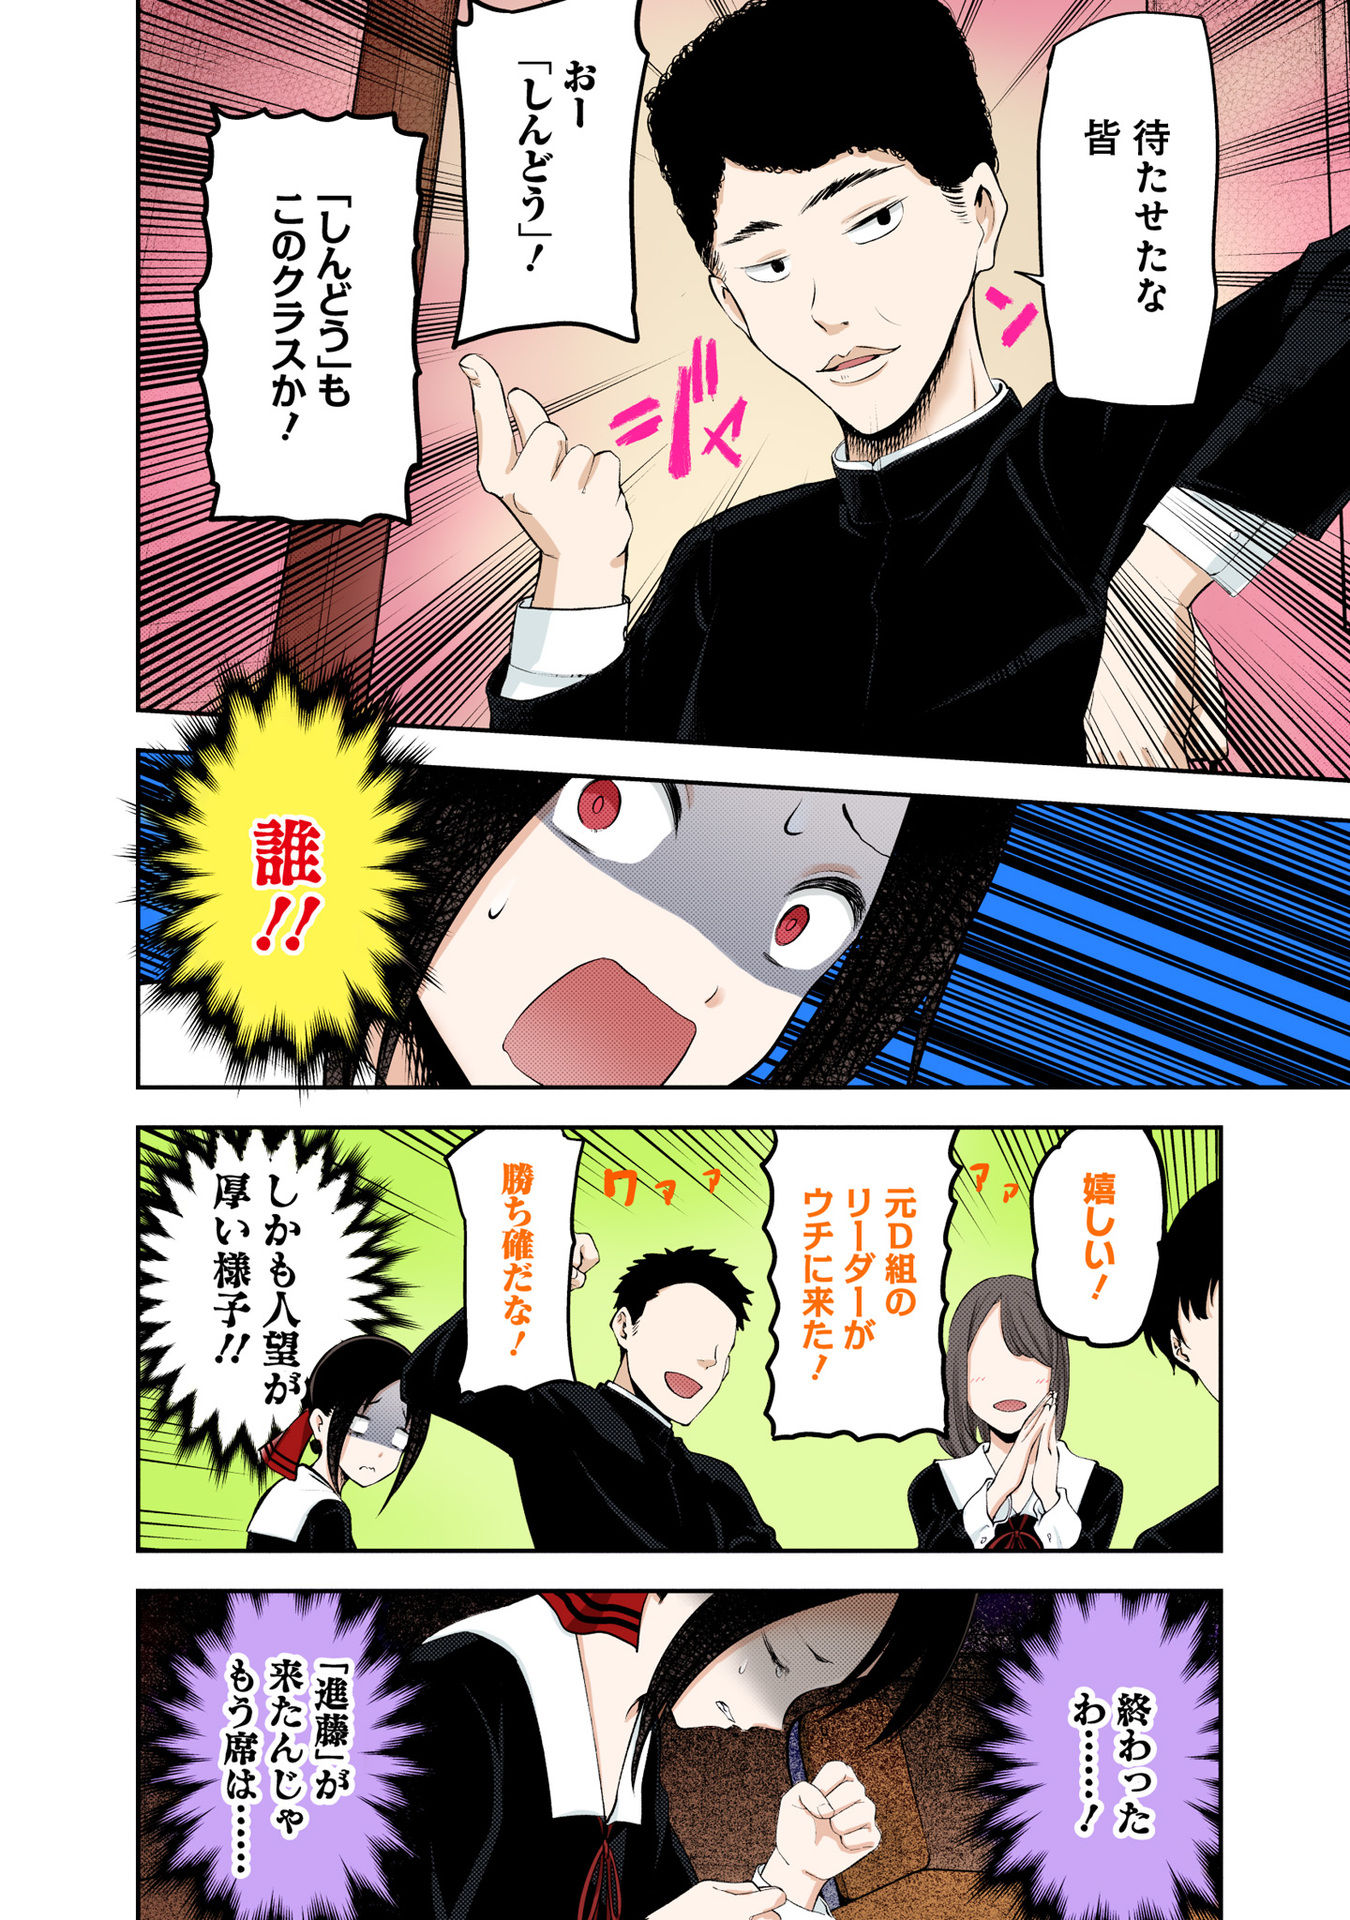 待たせたな
皆
ジャーン
おー
「しんどう」！
「しんどう」も
このクラスか！
誰!!
嬉しい！
アァァ
元Ｄ組の
リーダーが
ウチに来た！
ワァァァ
勝ち確だな！
しかも人望が
厚い様子!!
終わった
わ……！
「進藤」が
来たんじゃ
もう席は……